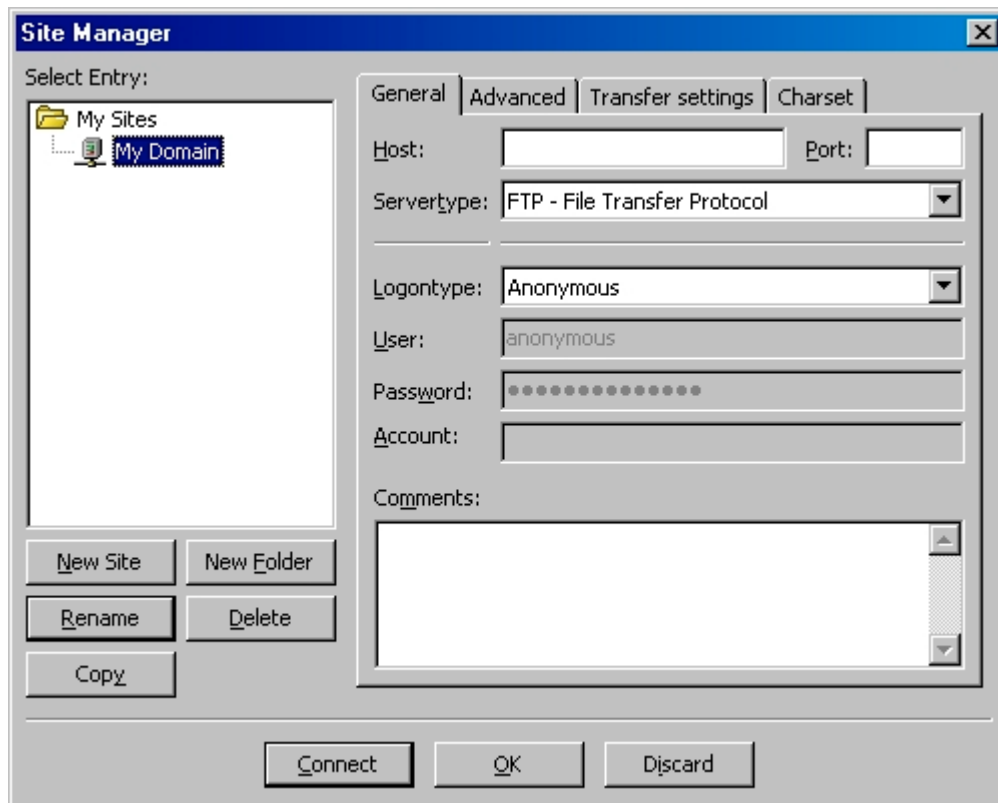 Site Manager
Select Entry:
My Sites
My Domain
New Site
New Folder
Rename
Delete
Copy
General
Advanced
Transfer settings
Charset
Host:
Port:
Servertype:
FTP - File Transfer Protocol
Logontype:
Anonymous
User:
anonymous
Password:
••••••••••••••
Account:
Comments:
Connect
OK
Discard